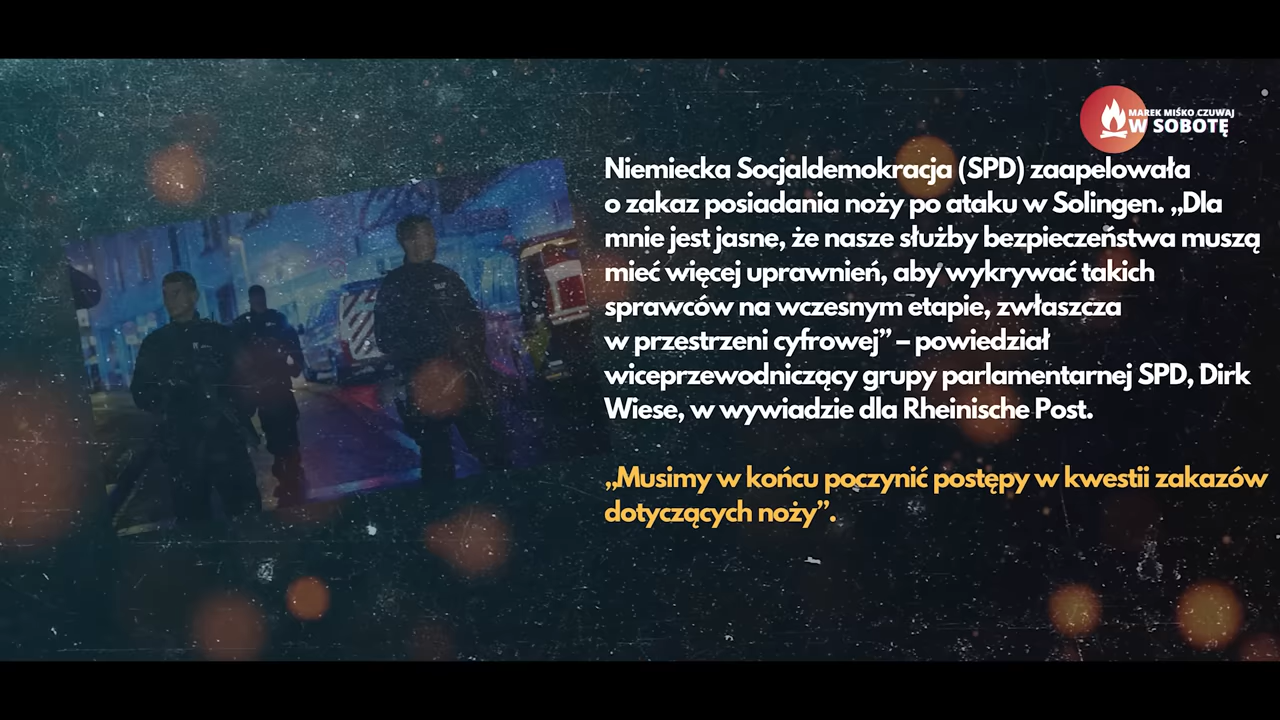 MAREK MIŚKO CZUWAJ
W SOBOTĘ
Niemiecka Socjaldemokracja (SPD) zaapelowała
o zakaz posiadania noży po ataku w Solingen. „Dla
mnie jest jasne, że nasze służby bezpieczeństwa muszą
mieć więcej uprawnień, aby wykrywać takich
sprawców na wczesnym etapie, zwłaszcza
w przestrzeni cyfrowej” – powiedział
wiceprzewodniczący grupy parlamentarnej SPD, Dirk
Wiese, w wywiadzie dla Rheinische Post.
„Musimy w końcu poczynić postępy w kwestii zakazów
dotyczących noży”.